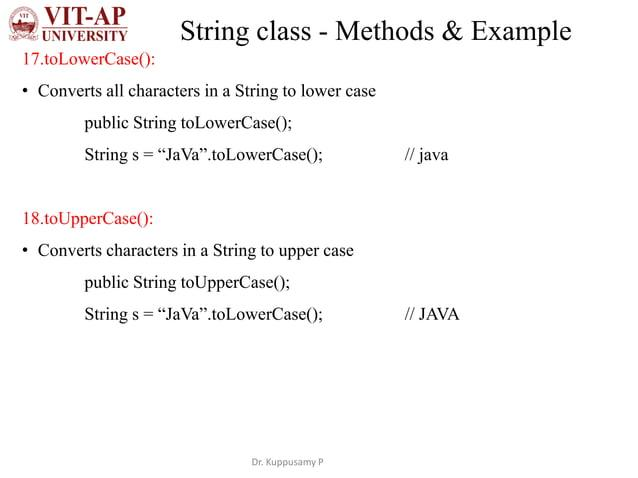 VIT
VIT-AP
UNIVERSITY
String class - Methods & Example
17.toLowerCase():
• Converts all characters in a String to lower case
public String toLowerCase();
String s = “JaVa”.toLowerCase(); // java
18.toUpperCase():
• Converts characters in a String to upper case
public String toUpperCase();
String s = “JaVa”.toLowerCase(); // JAVA
Dr. Kuppusamy P